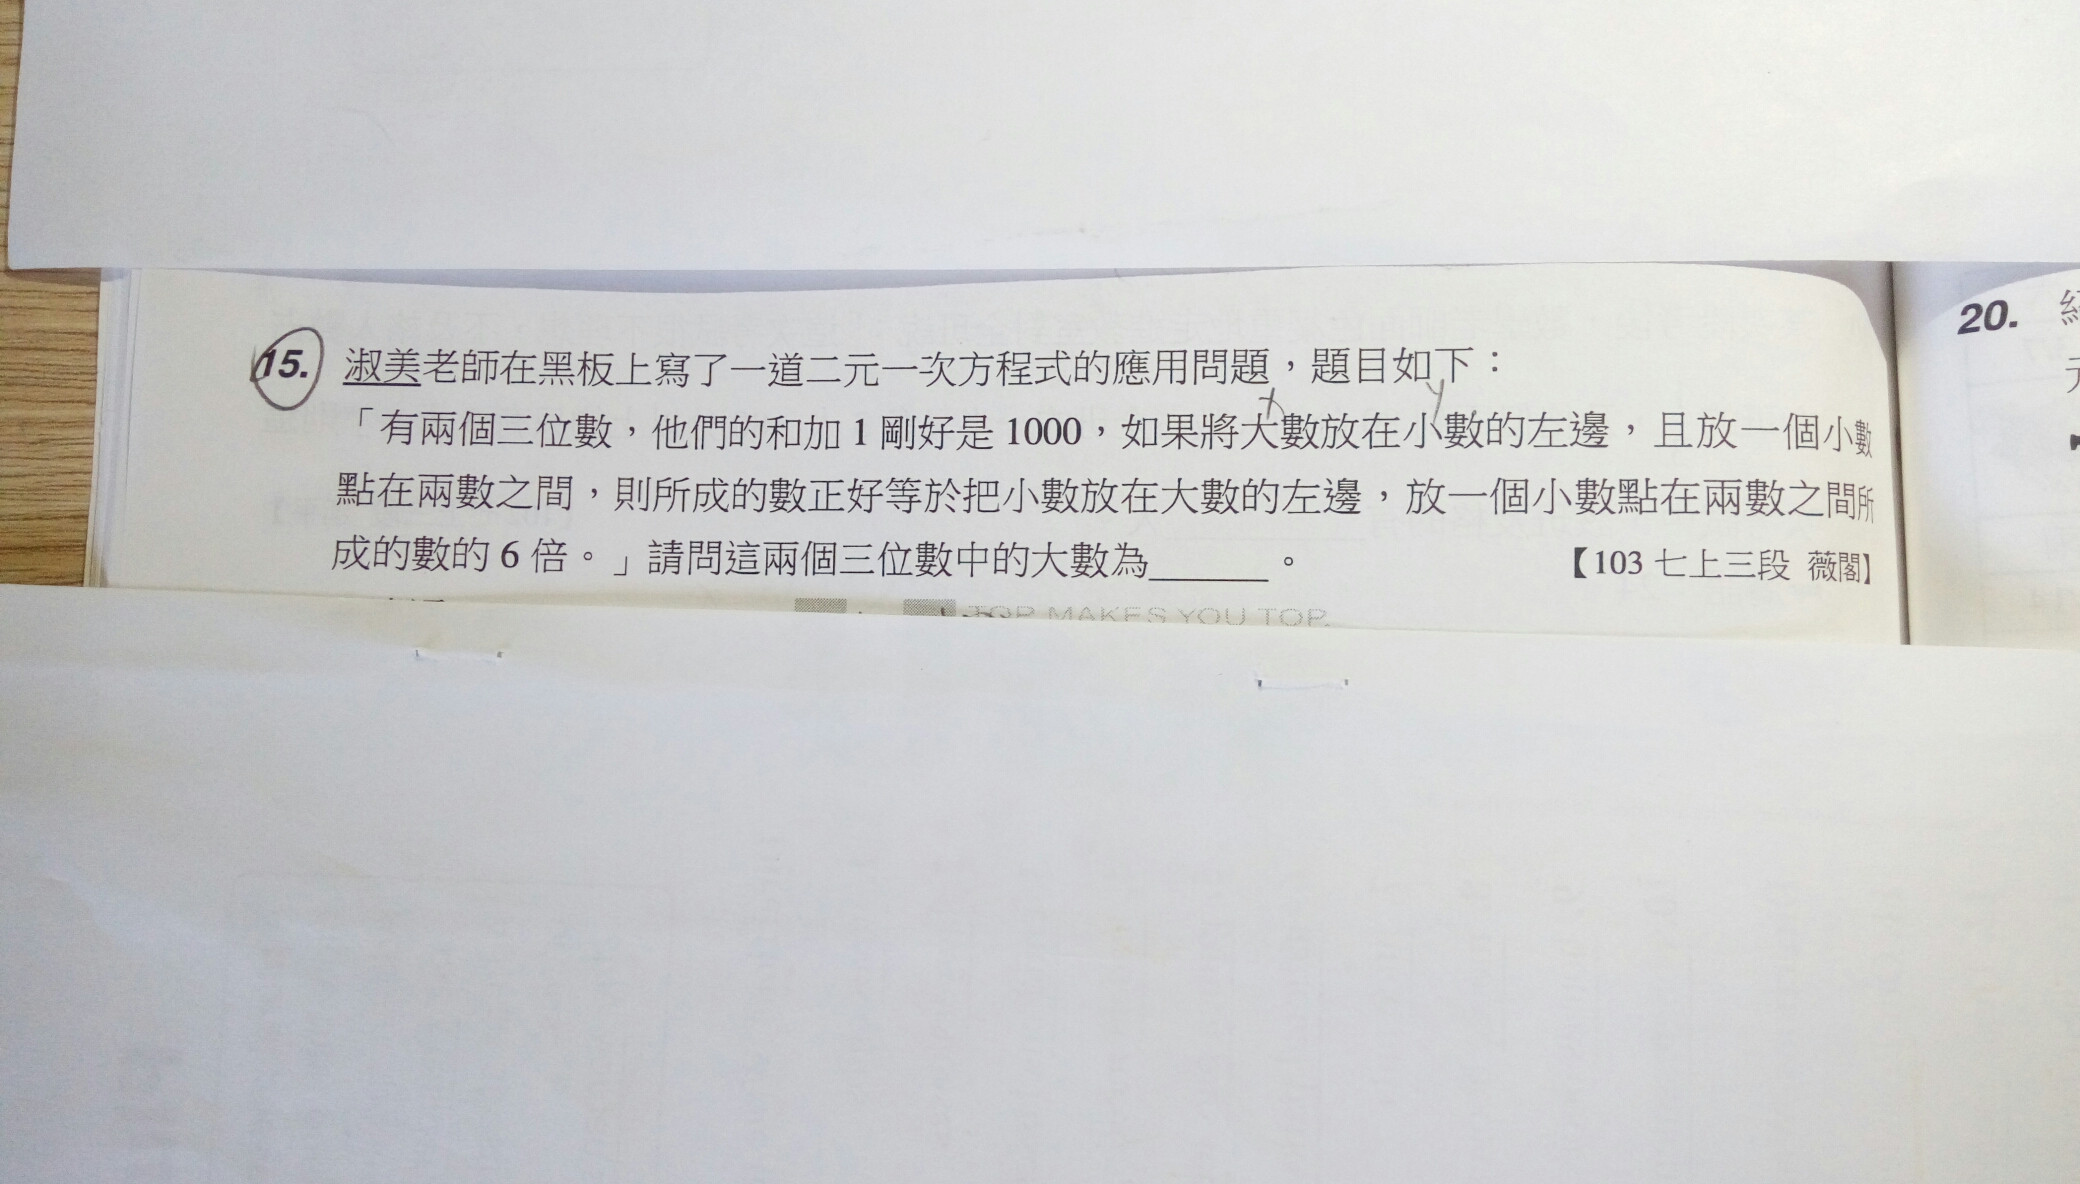 15. 淑美老師在黑板上寫了一道二元一次方程式的應用問題，題目如下：
x y
「有兩個三位數，他們的和加 1 剛好是 1000，如果將大數放在小數的左邊，且放一個小數
點在兩數之間，則所成的數正好等於把小數放在大數的左邊，放一個小數點在兩數之間所
成的數的 6 倍。」請問這兩個三位數中的大數為______。 【103 七上三段 薇閣】
TOP MAKES YOU TOP.
20.